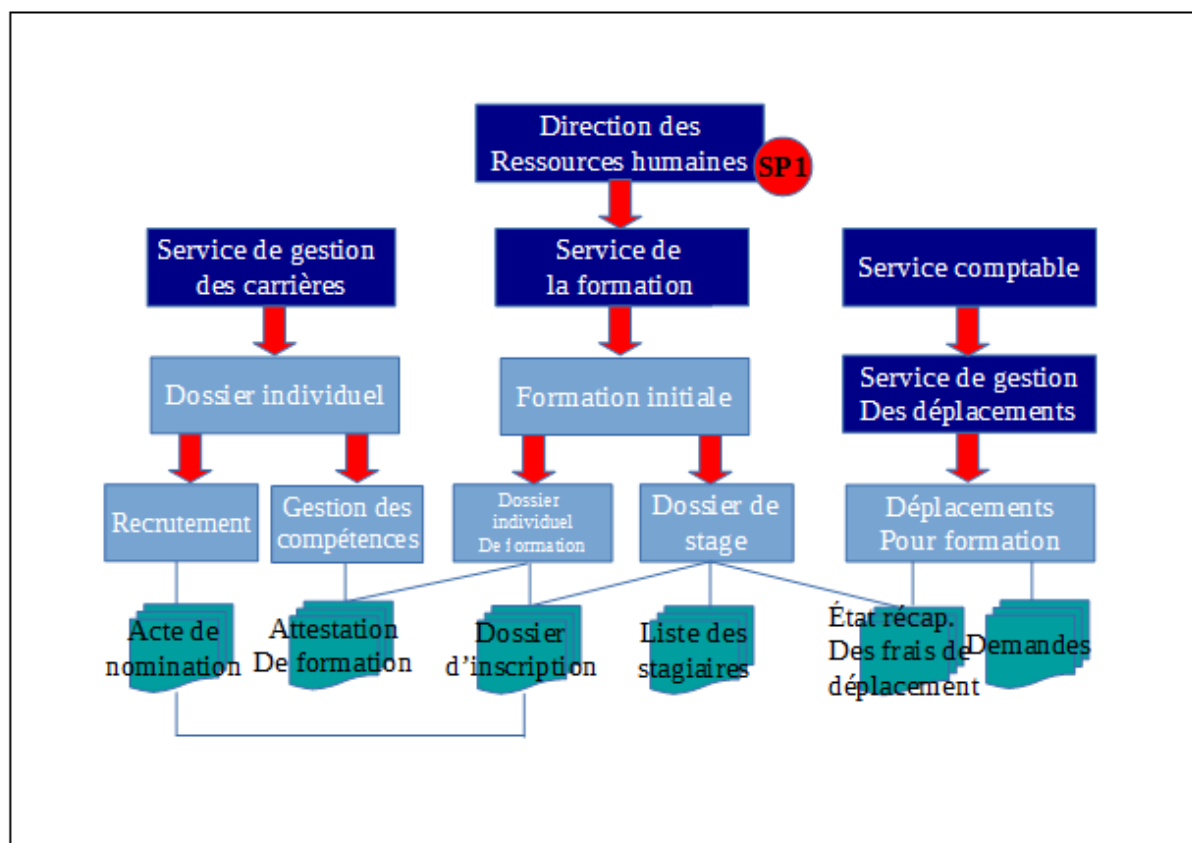 Direction des
Ressources humaines
SP1
Service de gestion
des carrières
Service de
la formation
Service comptable
Dossier individuel
Formation initiale
Service de gestion
Des déplacements
Recrutement
Gestion des
compétences
Dossier
individuel
De formation
Dossier de
stage
Déplacements
Pour formation
Acte de
nomination
Attestation
De formation
Dossier
d’inscription
Liste des
stagiaires
État récap.
Des frais de
déplacement
Demandes